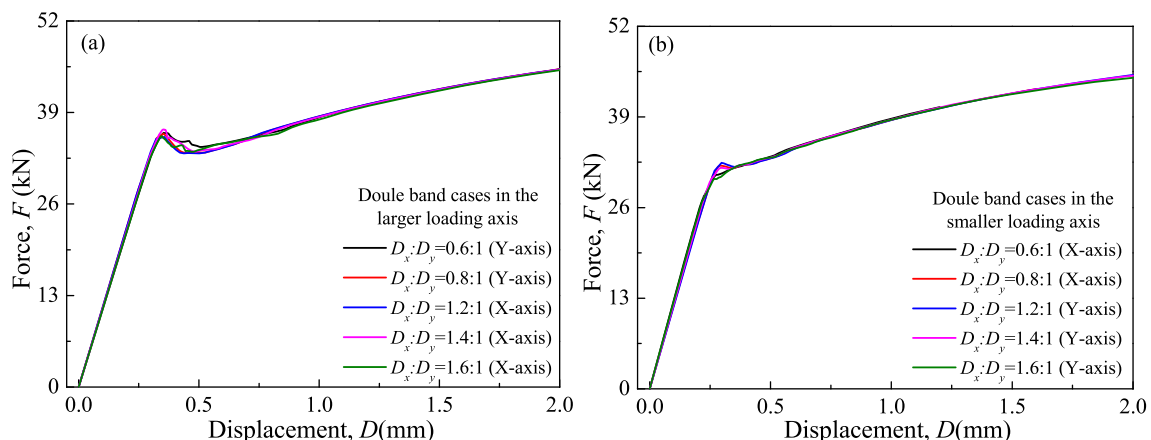 (a)
52
39
26
13
0
Force, F (kN)
Doule band cases in the
larger loading axis
Dx:Dy=0.6:1 (Y-axis)
Dx:Dy=0.8:1 (Y-axis)
Dx:Dy=1.2:1 (X-axis)
Dx:Dy=1.4:1 (X-axis)
Dx:Dy=1.6:1 (X-axis)
0.0 0.5 1.0 1.5 2.0
Displacement, D(mm)
(b)
52
39
26
13
0
Force, F (kN)
Doule band cases in the
smaller loading axis
Dx:Dy=0.6:1 (X-axis)
Dx:Dy=0.8:1 (X-axis)
Dx:Dy=1.2:1 (Y-axis)
Dx:Dy=1.4:1 (Y-axis)
Dx:Dy=1.6:1 (Y-axis)
0.0 0.5 1.0 1.5 2.0
Displacement, D(mm)